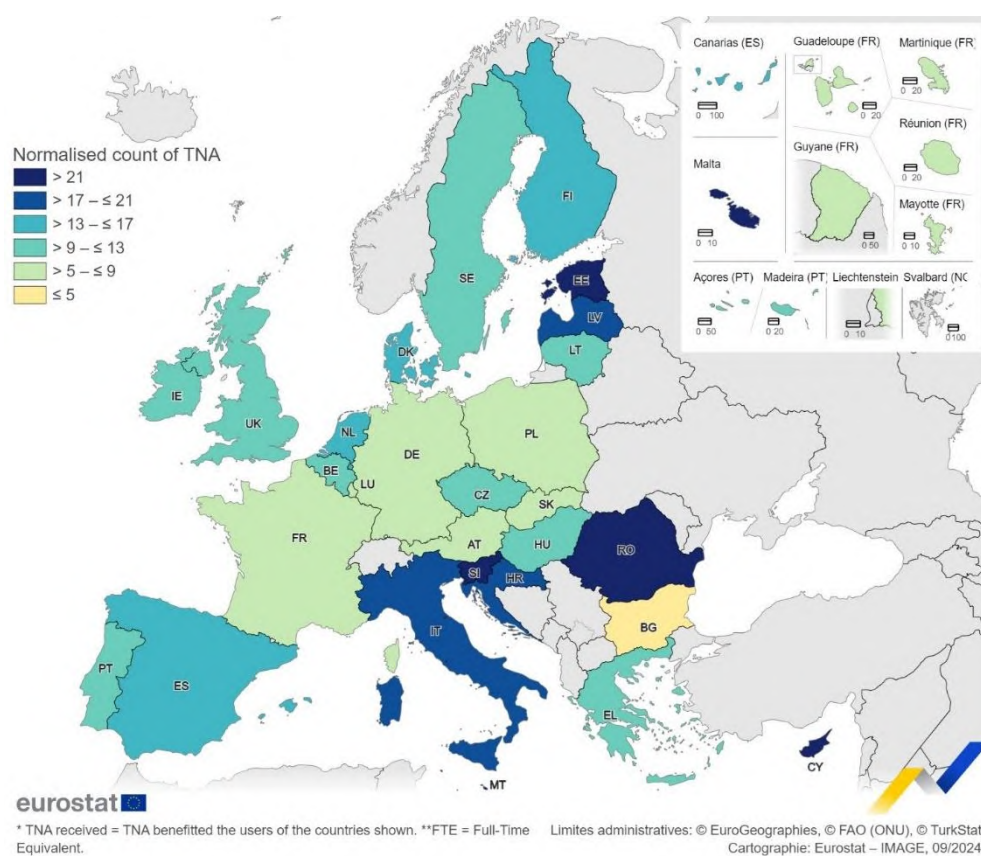 Canarias (ES)
0 100
Guadeloupe (FR)
0 20
Martinique (FR
0 20
Réunion (FR)
0 20
Malta
0 10
Guyane (FR)
0 50
Mayotte (FR)
0 10
Açores (PT)
0 50
Madeira (PT
0 20
Liechtenstein
0 10
Svalbard (NO
0100
Normalised count of TNA
> 21
> 17 – ≤ 21
> 13 – ≤ 17
> 9 – ≤ 13
> 5 – ≤ 9
≤ 5
FI
SE
EE
LV
DK
LT
IE
UK
NL
PL
BE
DE
LU
CZ
SK
FR
AT
HU
SI
HR
RO
IT
BG
PT
ES
EL
MT
CY
eurostat
* TNA received = TNA benefitted the users of the countries shown. **FTE = Full-Time
Equivalent.
Limites administratives: © EuroGeographies, © FAO (ONU), © TurkStat
Cartographie: Eurostat – IMAGE, 09/2024